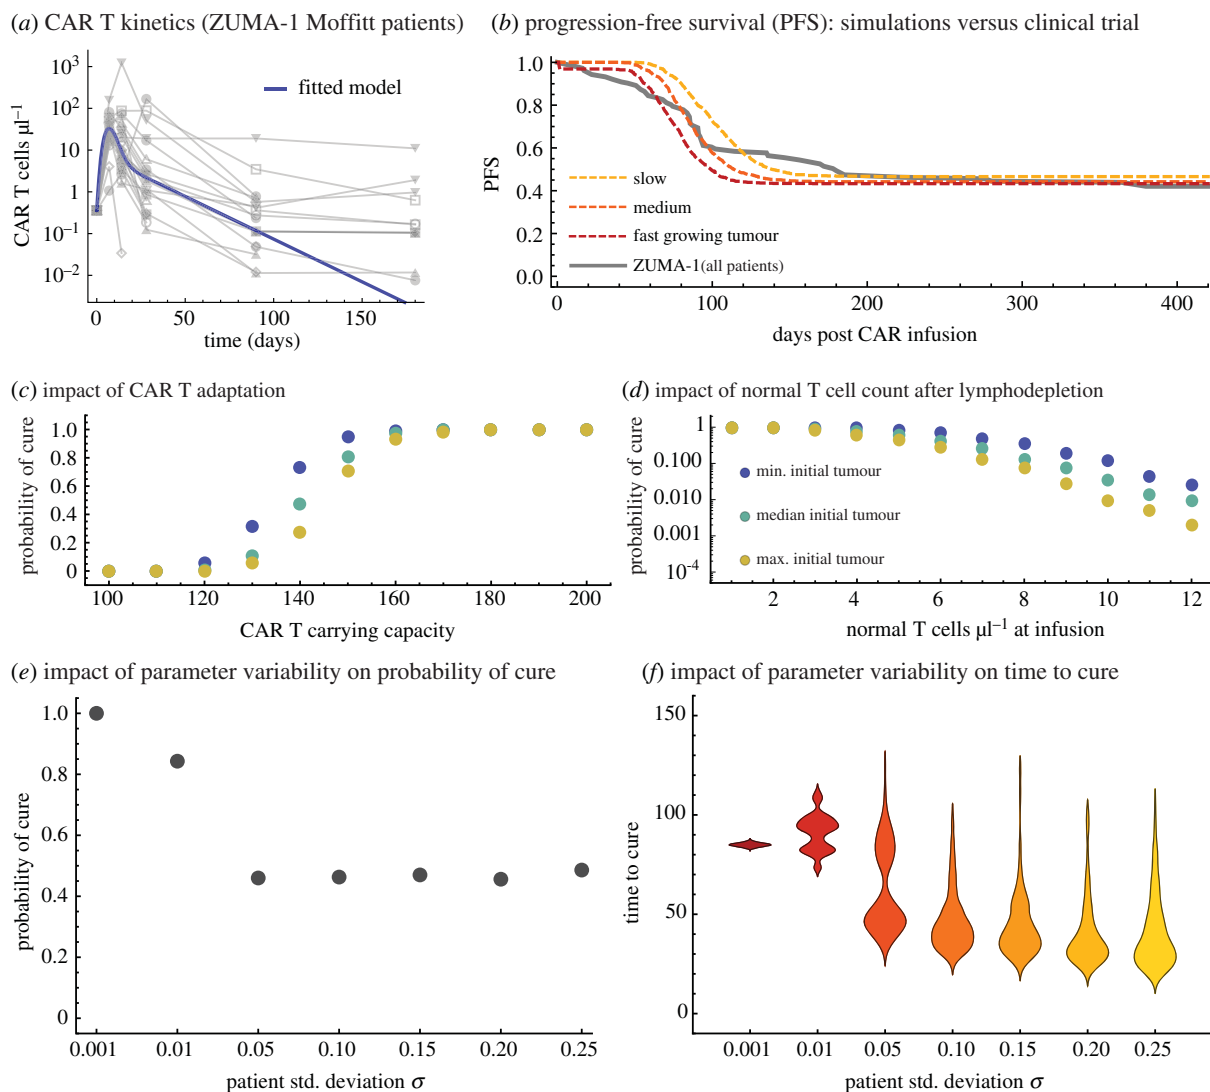 (a) CAR T kinetics (ZUMA-1 Moffitt patients)
CAR T cells µl⁻¹
10³
10²
10
1
10⁻¹
10⁻²
fitted model
0 50 100 150
time (days)
(b) progression-free survival (PFS): simulations versus clinical trial
PFS
1.0
0.8
0.6
0.4
0.2
0.0
slow
medium
fast growing tumour
ZUMA-1(all patients)
0 100 200 300 400
days post CAR infusion
(c) impact of CAR T adaptation
probability of cure
1.0
0.8
0.6
0.4
0.2
0
100 120 140 160 180 200
CAR T carrying capacity
(d) impact of normal T cell count after lymphodepletion
probability of cure
1
0.100
0.010
0.001
10⁻⁴
min. initial tumour
median initial tumour
max. initial tumour
2 4 6 8 10 12
normal T cells µl⁻¹ at infusion
(e) impact of parameter variability on probability of cure
probability of cure
1.0
0.8
0.6
0.4
0.2
0
0.001 0.01 0.05 0.10 0.15 0.20 0.25
patient std. deviation σ
(f) impact of parameter variability on time to cure
time to cure
150
100
50
0
0.001 0.01 0.05 0.10 0.15 0.20 0.25
patient std. deviation σ